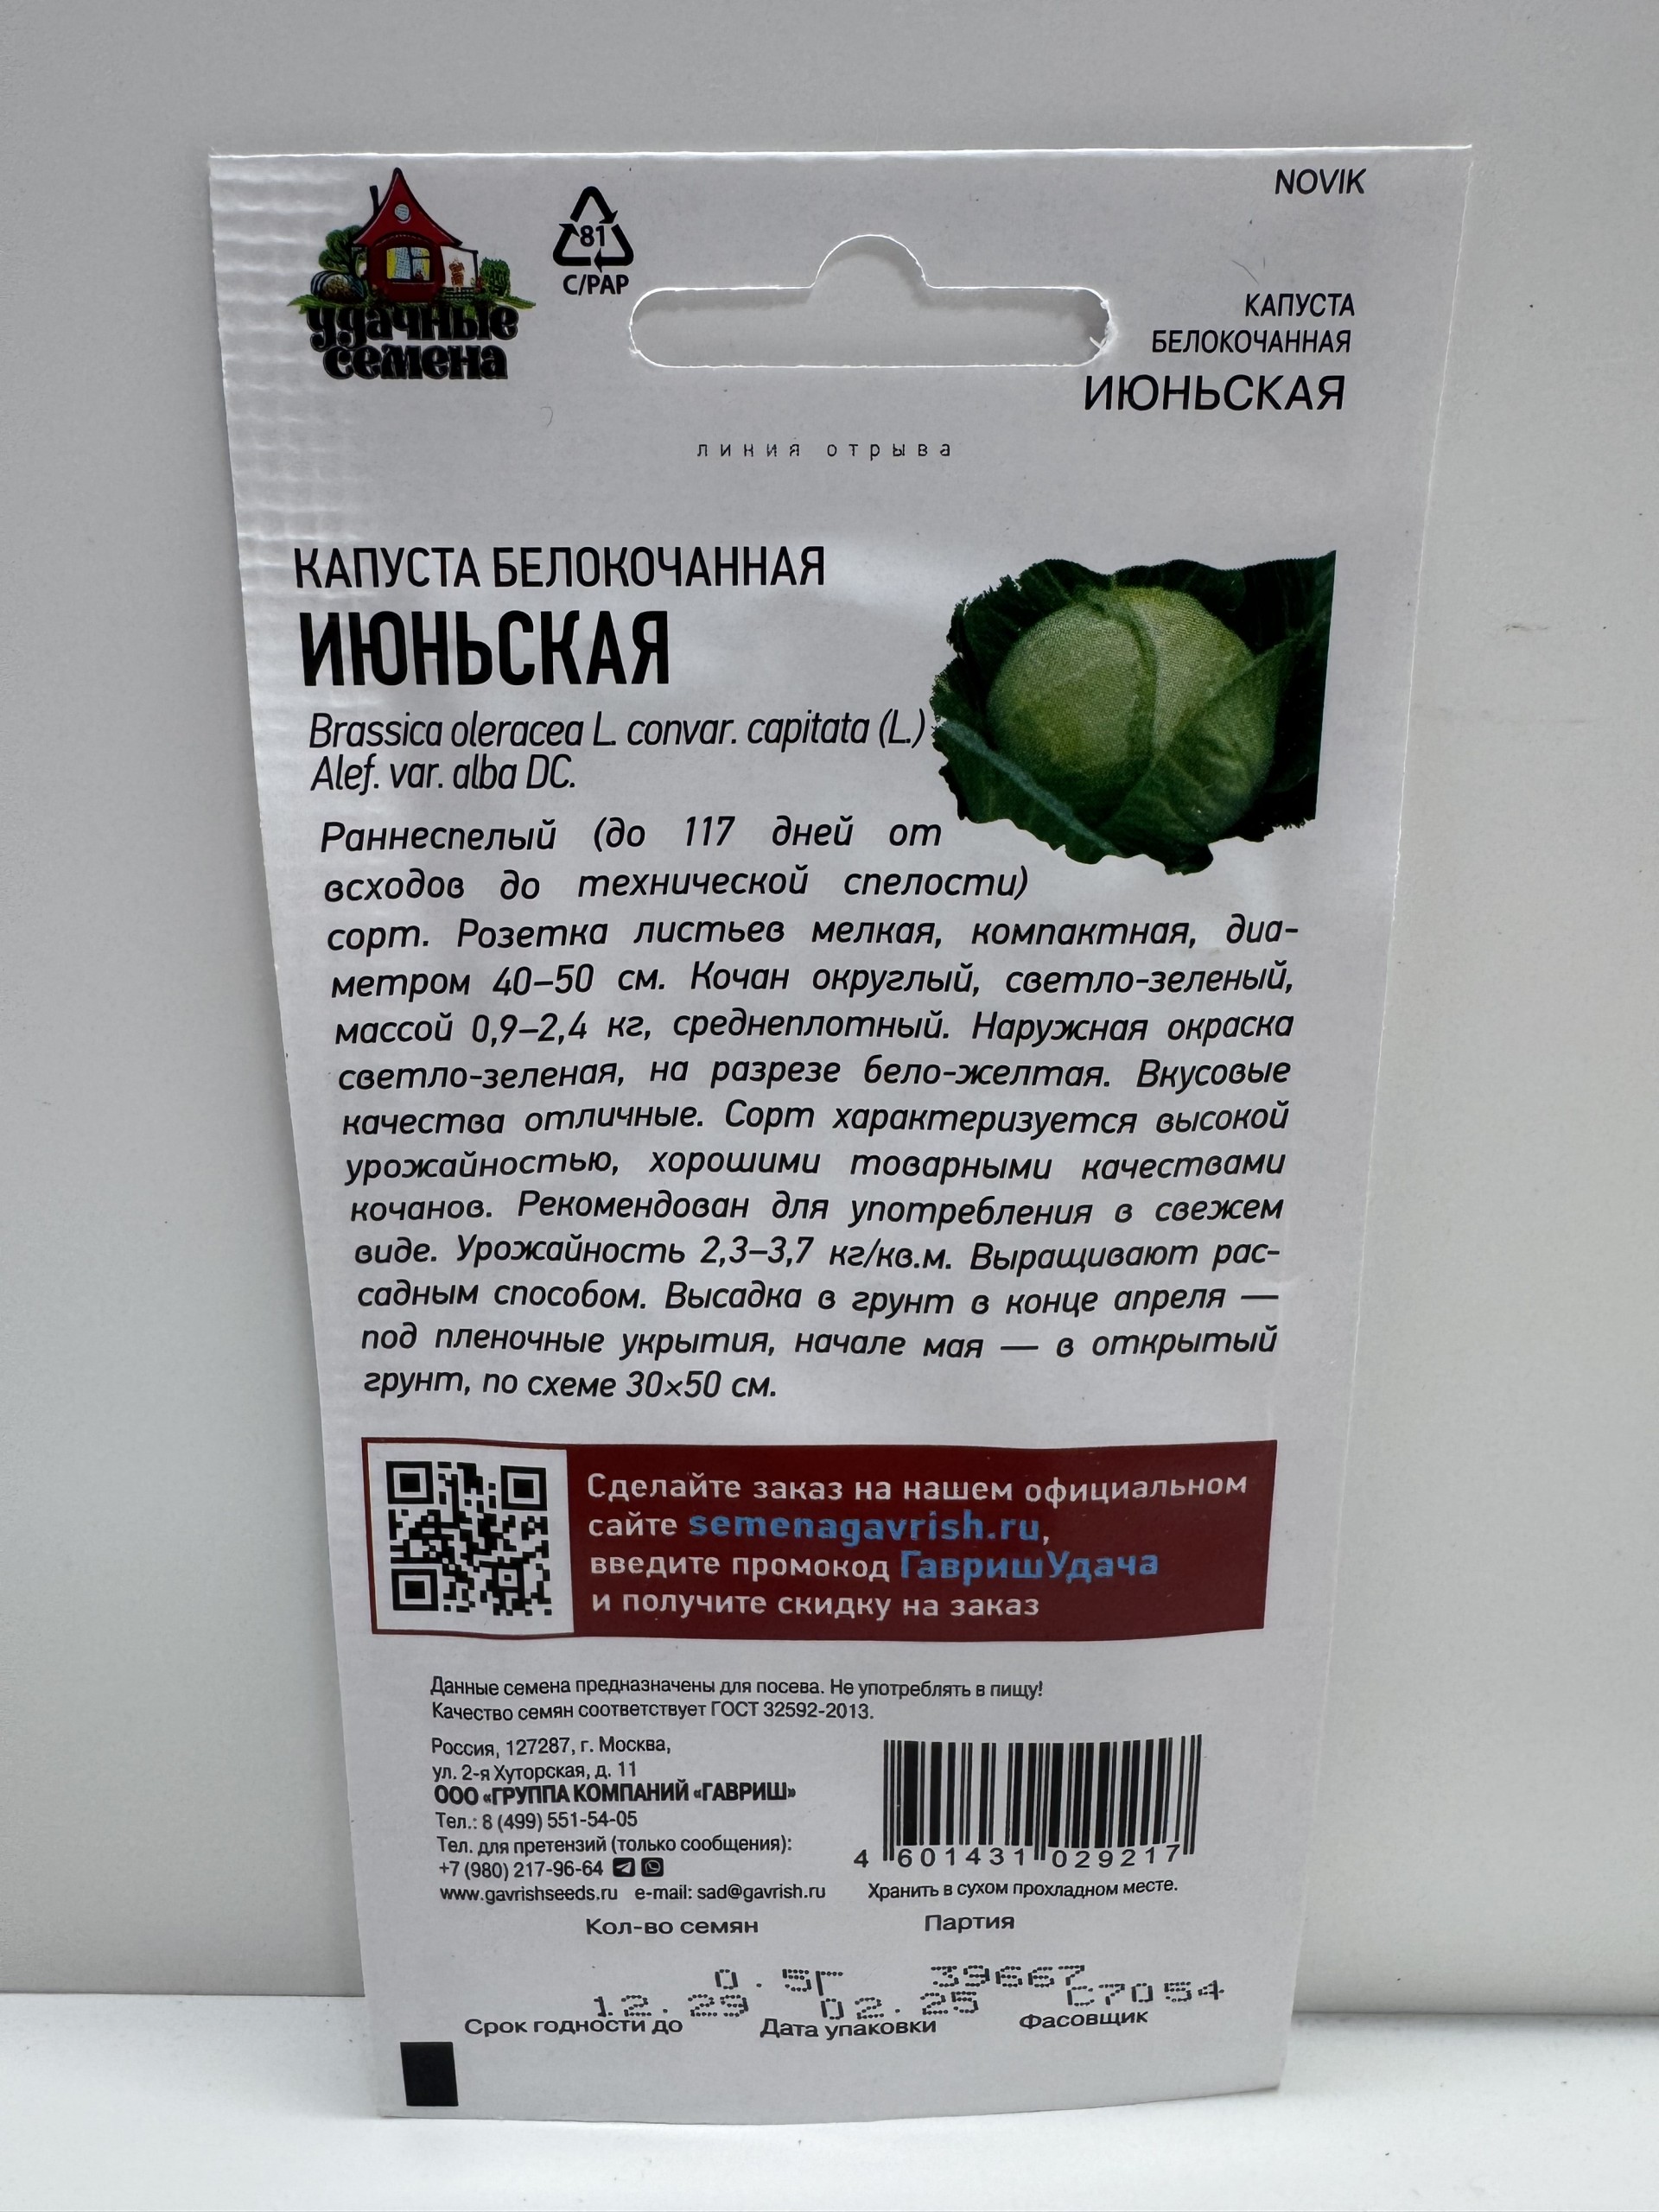 NOVIK
удачные
семена
81
C/PAP
КАПУСТА
БЕЛОКОЧАННАЯ
ИЮНЬСКАЯ
линия отрыва
КАПУСТА БЕЛОКОЧАННАЯ
ИЮНЬСКАЯ
Brassica oleracea L. convar. capitata (L.)
Alef. var. alba DC.
Раннеспелый (до 117 дней от
всходов до технической спелости)
сорт. Розетка листьев мелкая, компактная, диа-
метром 40–50 см. Кочан округлый, светло-зеленый,
массой 0,9–2,4 кг, среднеплотный. Наружная окраска
светло-зеленая, на разрезе бело-желтая. Вкусовые
качества отличные. Сорт характеризуется высокой
урожайностью, хорошими товарными качествами
кочанов. Рекомендован для употребления в свежем
виде. Урожайность 2,3–3,7 кг/кв.м. Выращивают рас-
садным способом. Высадка в грунт в конце апреля —
под пленочные укрытия, начале мая — в открытый
грунт, по схеме 30×50 см.
Сделайте заказ на нашем официальном
сайте semenagavrish.ru,
введите промокод ГавришУдача
и получите скидку на заказ
Данные семена предназначены для посева. Не употреблять в пищу!
Качество семян соответствует ГОСТ 32592-2013.
Россия, 127287, г. Москва,
ул. 2-я Хуторская, д. 11
ООО «ГРУППА КОМПАНИЙ «ГАВРИШ»
Тел.: 8 (499) 551-54-05
Тел. для претензий (только сообщения):
+7 (980) 217-96-64
www.gavrishseeds.ru e-mail: sad@gavrish.ru
4 601431 029217
Хранить в сухом прохладном месте.
Кол-во семян Партия
0.5Г 39667
12.29 02.25 С7054
Срок годности до Дата упаковки Фасовщик